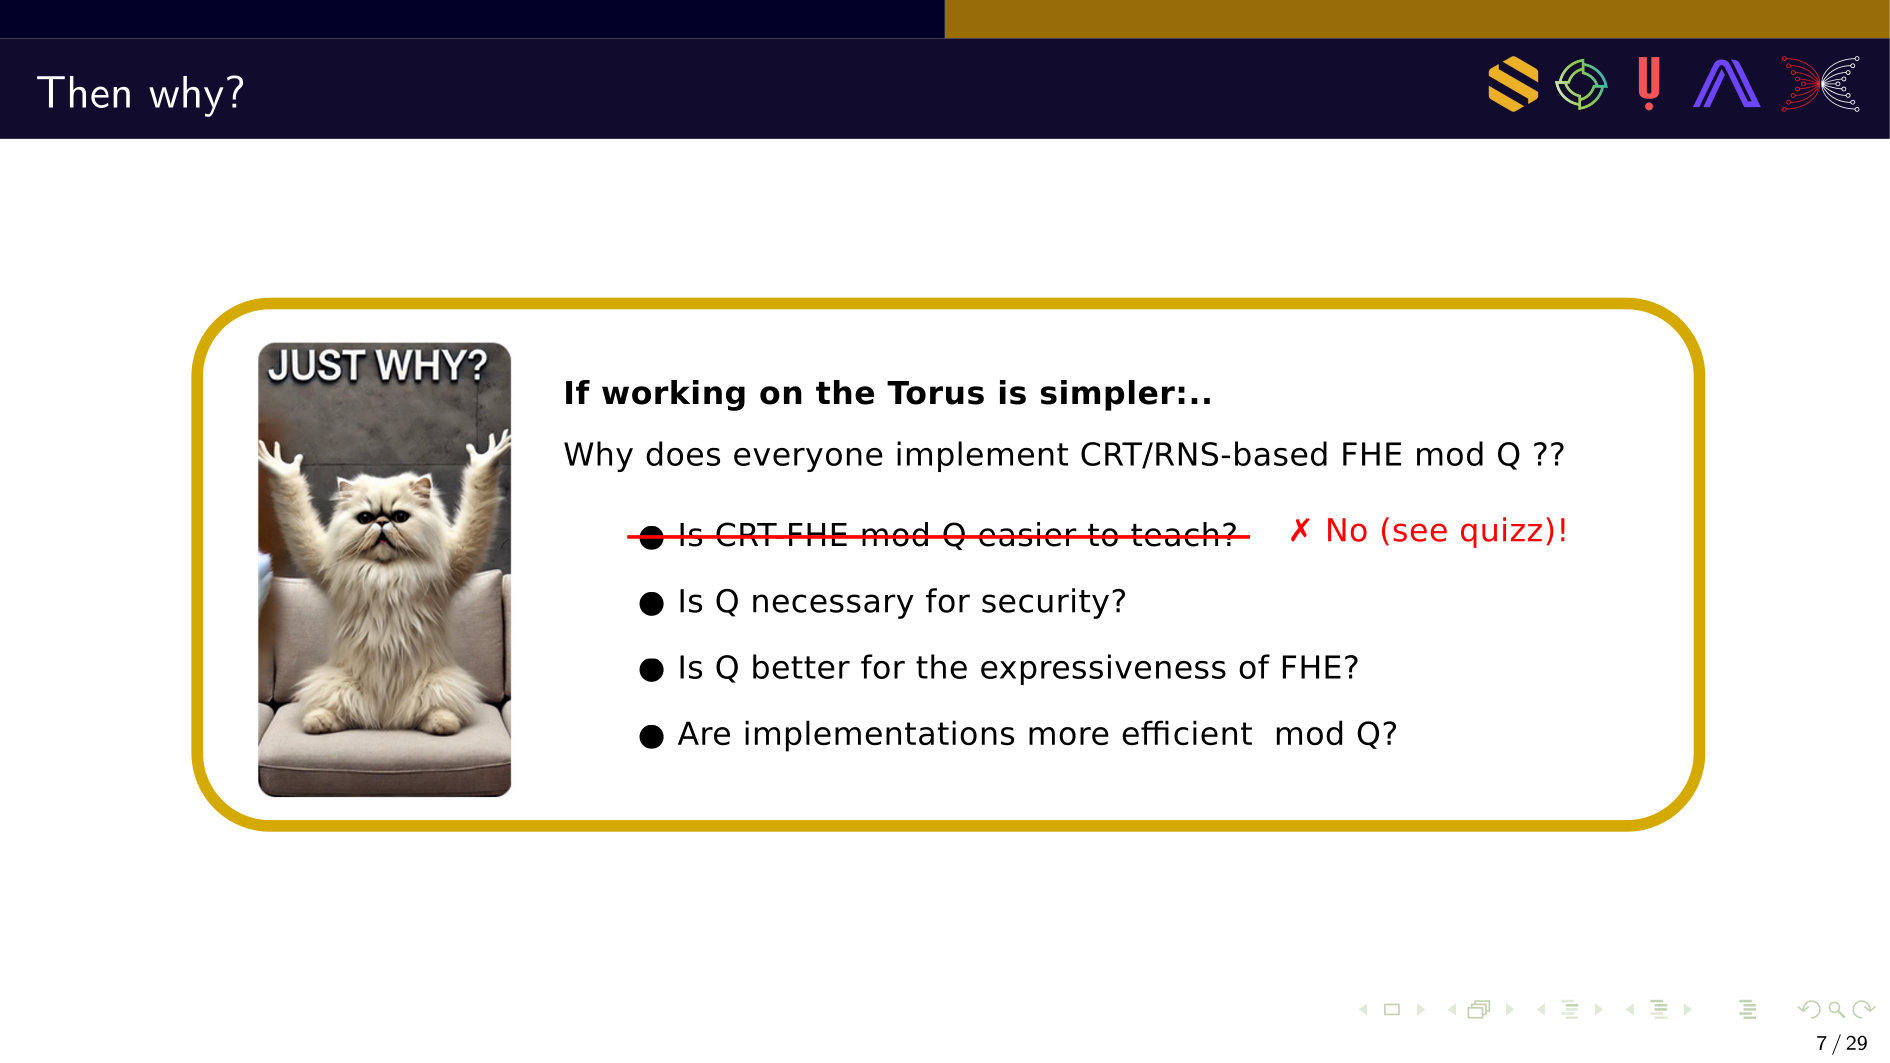 Then why?
JUST WHY?
If working on the Torus is simpler:..
Why does everyone implement CRT/RNS-based FHE mod Q ??
● Is CRT FHE mod Q easier to teach? ✗ No (see quizz)!
● Is Q necessary for security?
● Is Q better for the expressiveness of FHE?
● Are implementations more efficient  mod Q?
7 / 29